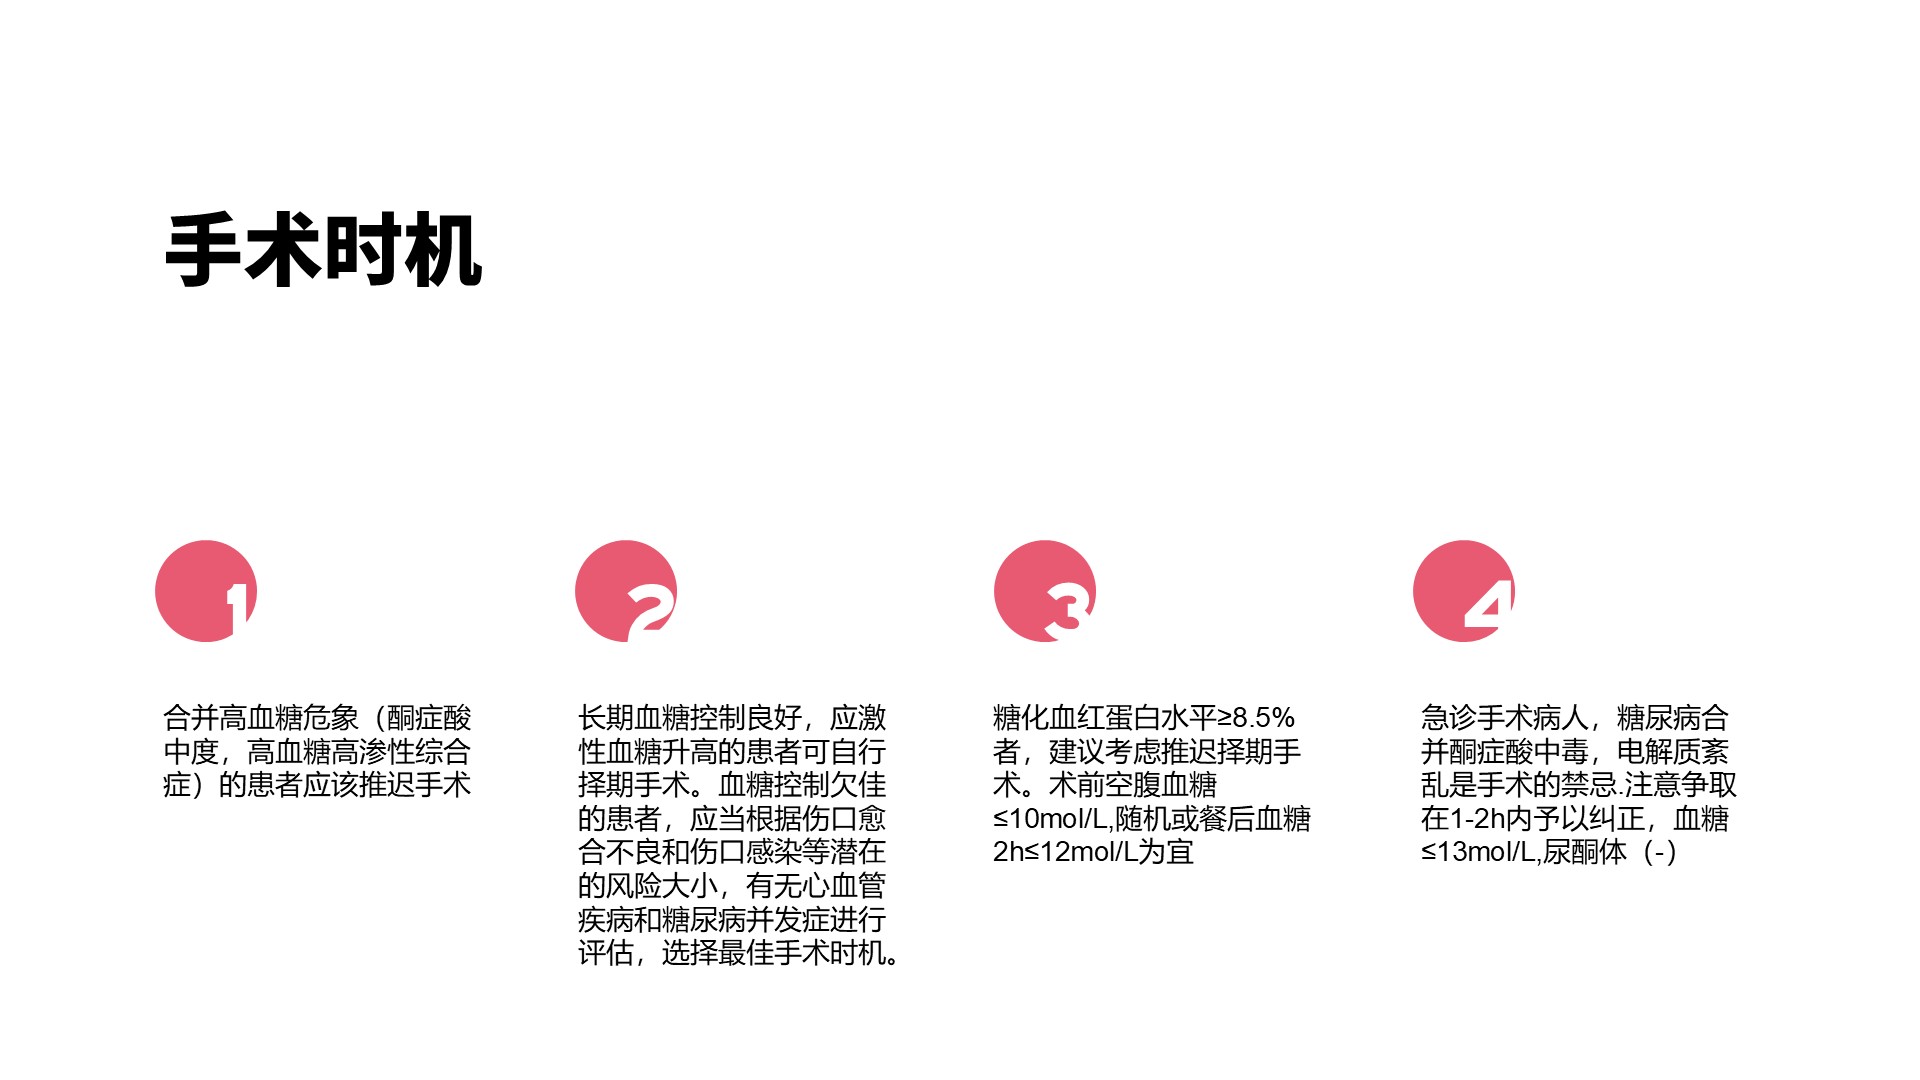 手术时机
1
合并高血糖危象（酮症酸
中度，高血糖高渗性综合
症）的患者应该推迟手术
2
长期血糖控制良好，应激
性血糖升高的患者可自行
择期手术。血糖控制欠佳
的患者，应当根据伤口愈
合不良和伤口感染等潜在
的风险大小，有无心血管
疾病和糖尿病并发症进行
评估，选择最佳手术时机。
3
糖化血红蛋白水平≥8.5%
者，建议考虑推迟择期手
术。术前空腹血糖
≤10mol/L,随机或餐后血糖
2h≤12mol/L为宜
4
急诊手术病人，糖尿病合
并酮症酸中毒，电解质紊
乱是手术的禁忌.注意争取
在1-2h内予以纠正，血糖
≤13mol/L,尿酮体（-）